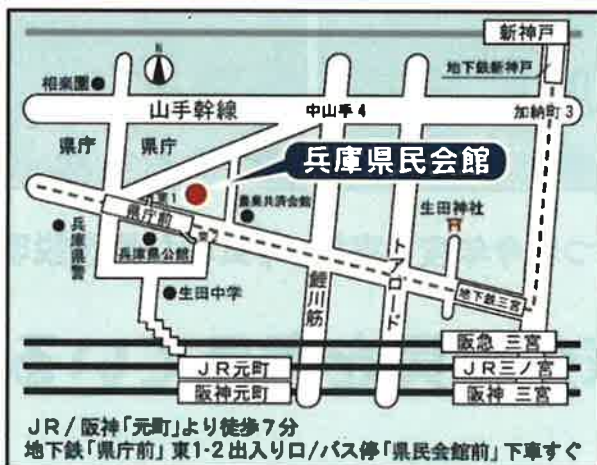 新神戸
N
地下鉄新神戸
相楽園
山手幹線
中山手4
加納町3
県庁
県庁
兵庫県民会館
東1
農業共済会館
県庁前
生田神社
兵庫県警
兵庫県公館
トアロード
生田中学
鯉川筋
地下鉄三宮
阪急 三宮
JR元町
JR三ノ宮
阪神元町
阪神 三宮
JR/阪神「元町」より徒歩7分
地下鉄「県庁前」東1-2出入り口/バス停「県民会館前」下車すぐ